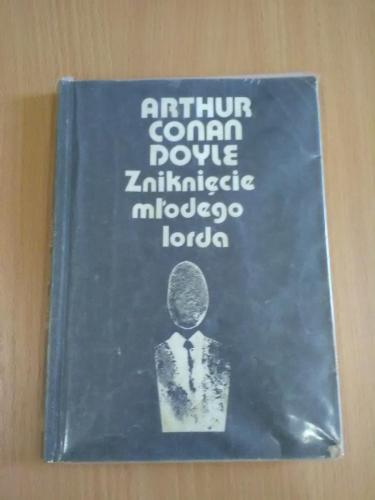 ARTHUR
CONAN
DOYLE
Zniknięcie
młodego
lorda